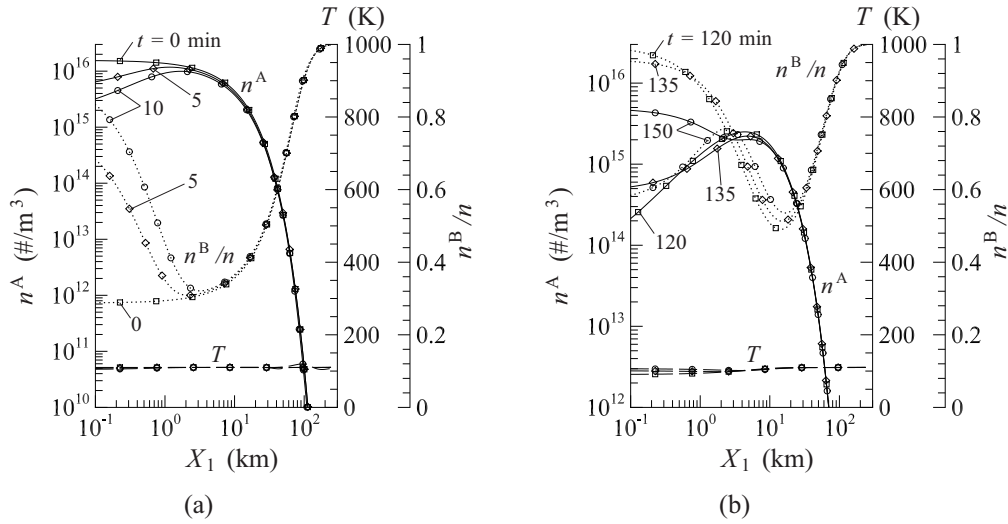 T (K)
t = 0 min
n^A
5
10
5
n^B/n
0
T
10^16
10^15
10^14
10^13
10^12
10^11
10^10
n^A (#/m^3)
1000
800
600
400
200
0
1
0.8
0.6
0.4
0.2
0
n^B/n
10^-1
10^0
10^1
10^2
X_1 (km)
(a)
T (K)
t = 120 min
n^B/n
135
150
135
120
n^A
T
10^16
10^15
10^14
10^13
10^12
n^A (#/m^3)
1000
800
600
400
200
0
1
0.8
0.6
0.4
0.2
0
n^B/n
10^-1
10^0
10^1
10^2
X_1 (km)
(b)